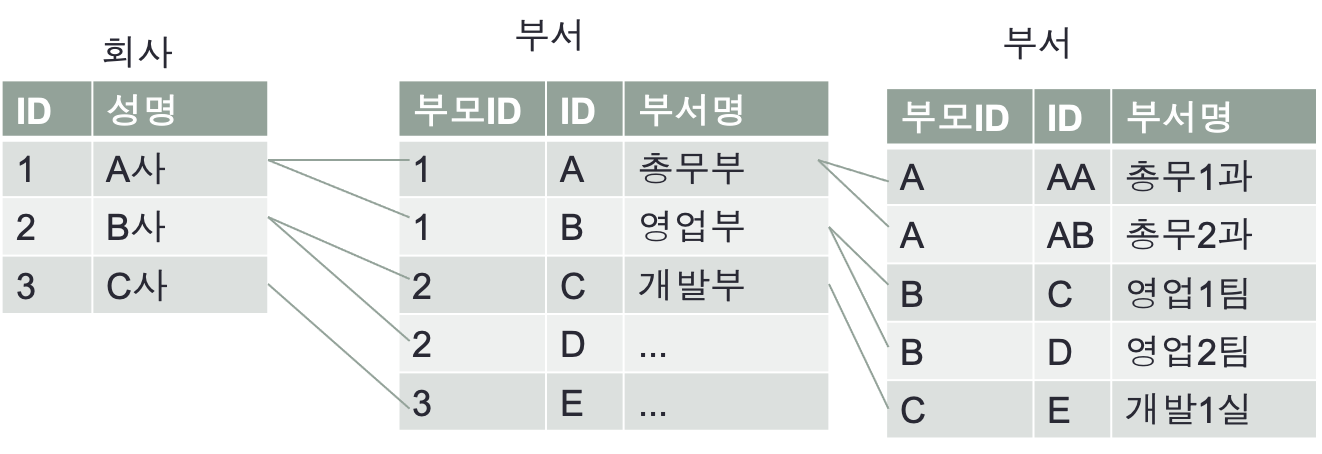 회사
ID 성명
1 A사
2 B사
3 C사
부서
부모ID ID 부서명
1 A 총무부
1 B 영업부
2 C 개발부
2 D ...
3 E ...
부서
부모ID ID 부서명
A AA 총무1과
A AB 총무2과
B C 영업1팀
B D 영업2팀
C E 개발1실